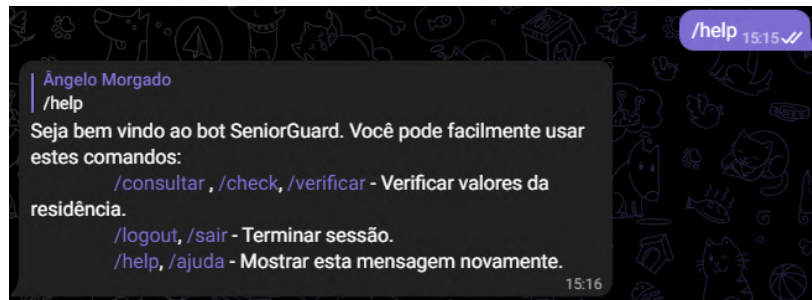 /help 15:15
Ângelo Morgado
/help
Seja bem vindo ao bot SeniorGuard. Você pode facilmente usar
estes comandos:
/consultar , /check, /verificar - Verificar valores da
residência.
/logout, /sair - Terminar sessão.
/help, /ajuda - Mostrar esta mensagem novamente.
15:16